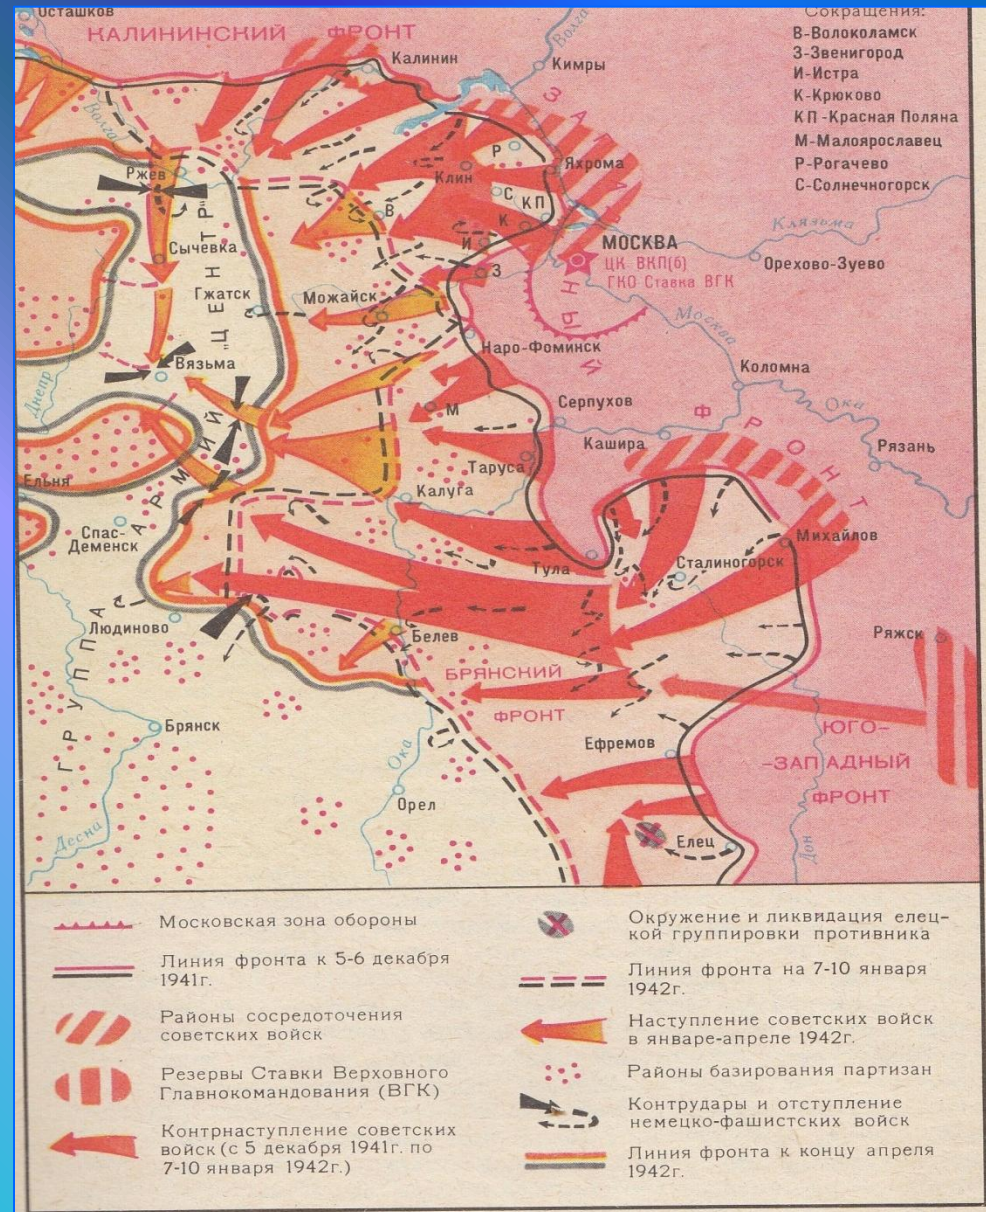 Осташков
КАЛИНИНСКИЙ ФРОНТ
Волга
Калинин
Кимры
Сокращения:
В-Волоколамск
З-Звенигород
И-Истра
К-Крюково
КП-Красная Поляна
М-Малоярославец
Р-Рогачево
С-Солнечногорск
Волга
Ржев
Клин
Р
Яхрома
С
КП
В
К
И
З
Клязьма
МОСКВА
ЦК ВКП(б)
ГКО Ставка ВГК
Орехово-Зуево
Сычевка
Гжатск
Можайск
Наро-Фоминск
Москва
Коломна
Вязьма
Днепр
М
Серпухов
Кашира
Ока
Рязань
ЗАПАДНЫЙ ФРОНТ
Таруса
Калуга
Ельня
Спас-
Деменск
Тула
Сталиногорск
Михайлов
Людиново
Белев
Ряжск
ГРУППА АРМИЙ "ЦЕНТР"
БРЯНСКИЙ
ФРОНТ
Брянск
Ефремов
ЮГО-
-ЗАПАДНЫЙ
ФРОНТ
Ока
Орел
Десна
Елец
Дон
Московская зона обороны
Линия фронта к 5-6 декабря
1941г.
Районы сосредоточения
советских войск
Резервы Ставки Верховного
Главнокомандования (ВГК)
Контрнаступление советских
войск (с 5 декабря 1941г. по
7-10 января 1942г.)
Окружение и ликвидация елец-
кой группировки противника
Линия фронта на 7-10 января
1942г.
Наступление советских войск
в январе-апреле 1942г.
Районы базирования партизан
Контрудары и отступление
немецко-фашистских войск
Линия фронта к концу апреля
1942г.